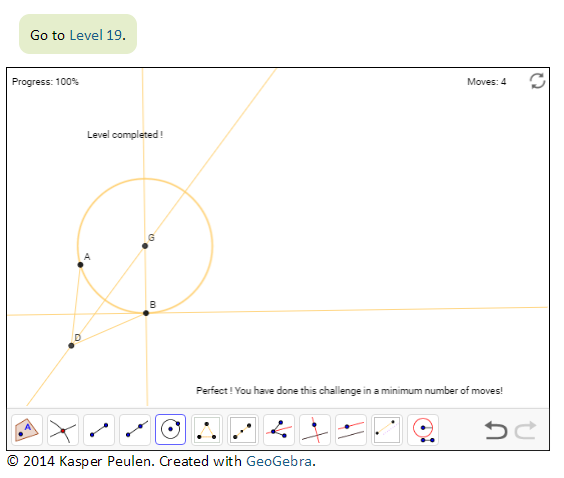 Go to Level 19.
Progress: 100%
Moves: 4
Level completed !
G
A
B
D
Perfect ! You have done this challenge in a minimum number of moves!
A
© 2014 Kasper Peulen. Created with GeoGebra.